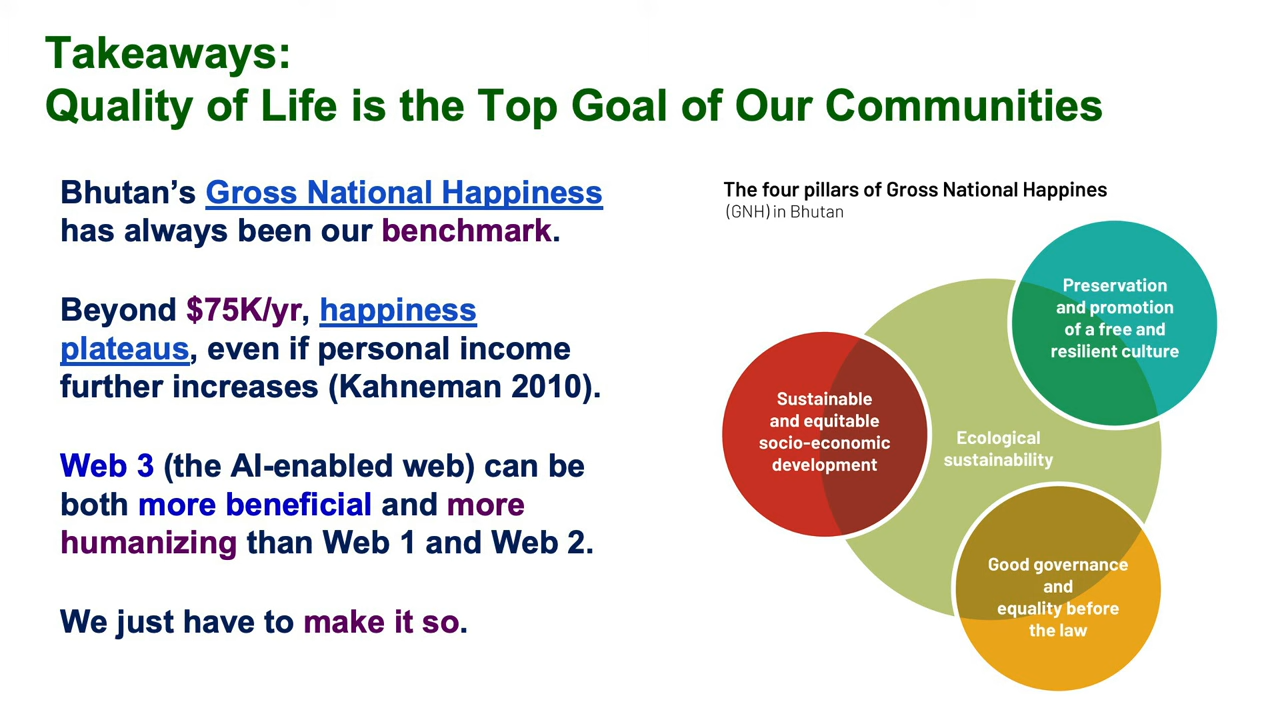 Takeaways:
Quality of Life is the Top Goal of Our Communities
Bhutan’s Gross National Happiness
has always been our benchmark.
Beyond $75K/yr, happiness
plateaus, even if personal income
further increases (Kahneman 2010).
Web 3 (the AI-enabled web) can be
both more beneficial and more
humanizing than Web 1 and Web 2.
We just have to make it so.
The four pillars of Gross National Happines
(GNH) in Bhutan
Preservation
and promotion
of a free and
resilient culture
Sustainable
and equitable
socio-economic
development
Ecological
sustainability
Good governance
and
equality before
the law